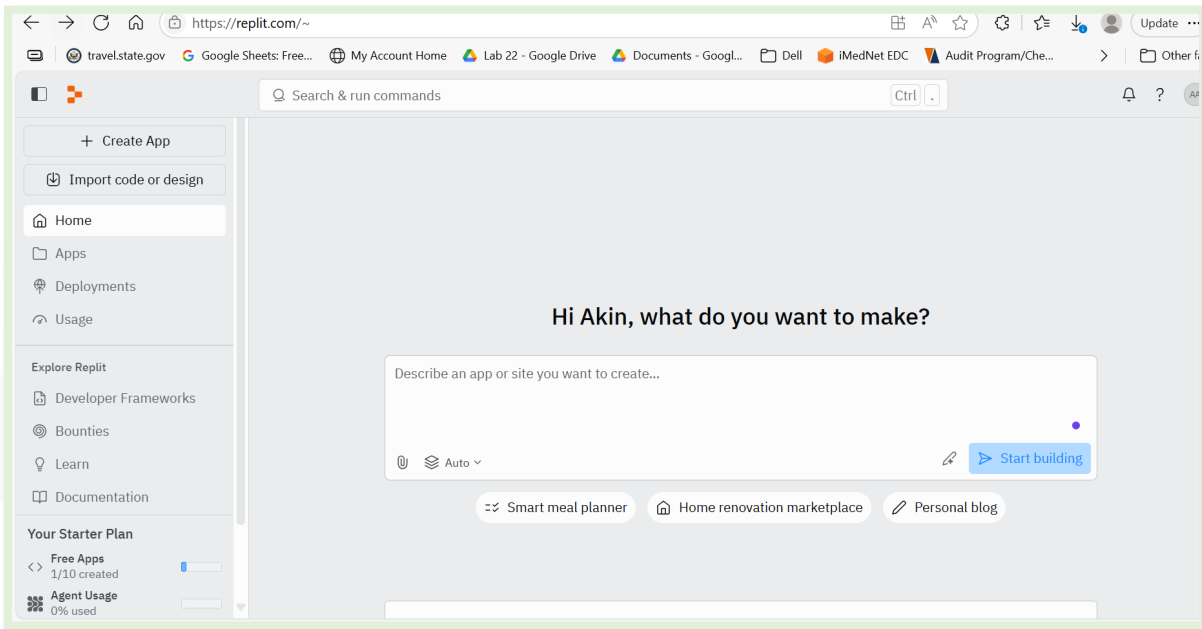 https://replit.com/~
Update
travel.state.gov
Google Sheets: Free...
My Account Home
Lab 22 - Google Drive
Documents - Googl...
Dell
iMedNet EDC
Audit Program/Che...
Other fa
Search & run commands
Ctrl .
AA
+ Create App
Import code or design
Home
Apps
Deployments
Usage
Explore Replit
Developer Frameworks
Bounties
Learn
Documentation
Your Starter Plan
Free Apps
1/10 created
Agent Usage
0% used
Hi Akin, what do you want to make?
Describe an app or site you want to create...
Auto
Start building
Smart meal planner
Home renovation marketplace
Personal blog